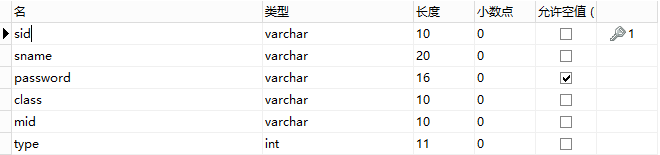 名 类型 长度 小数点 允许空值 (
sid varchar 10 0 1
sname varchar 20 0
password varchar 16 0
class varchar 10 0
mid varchar 10 0
type int 11 0